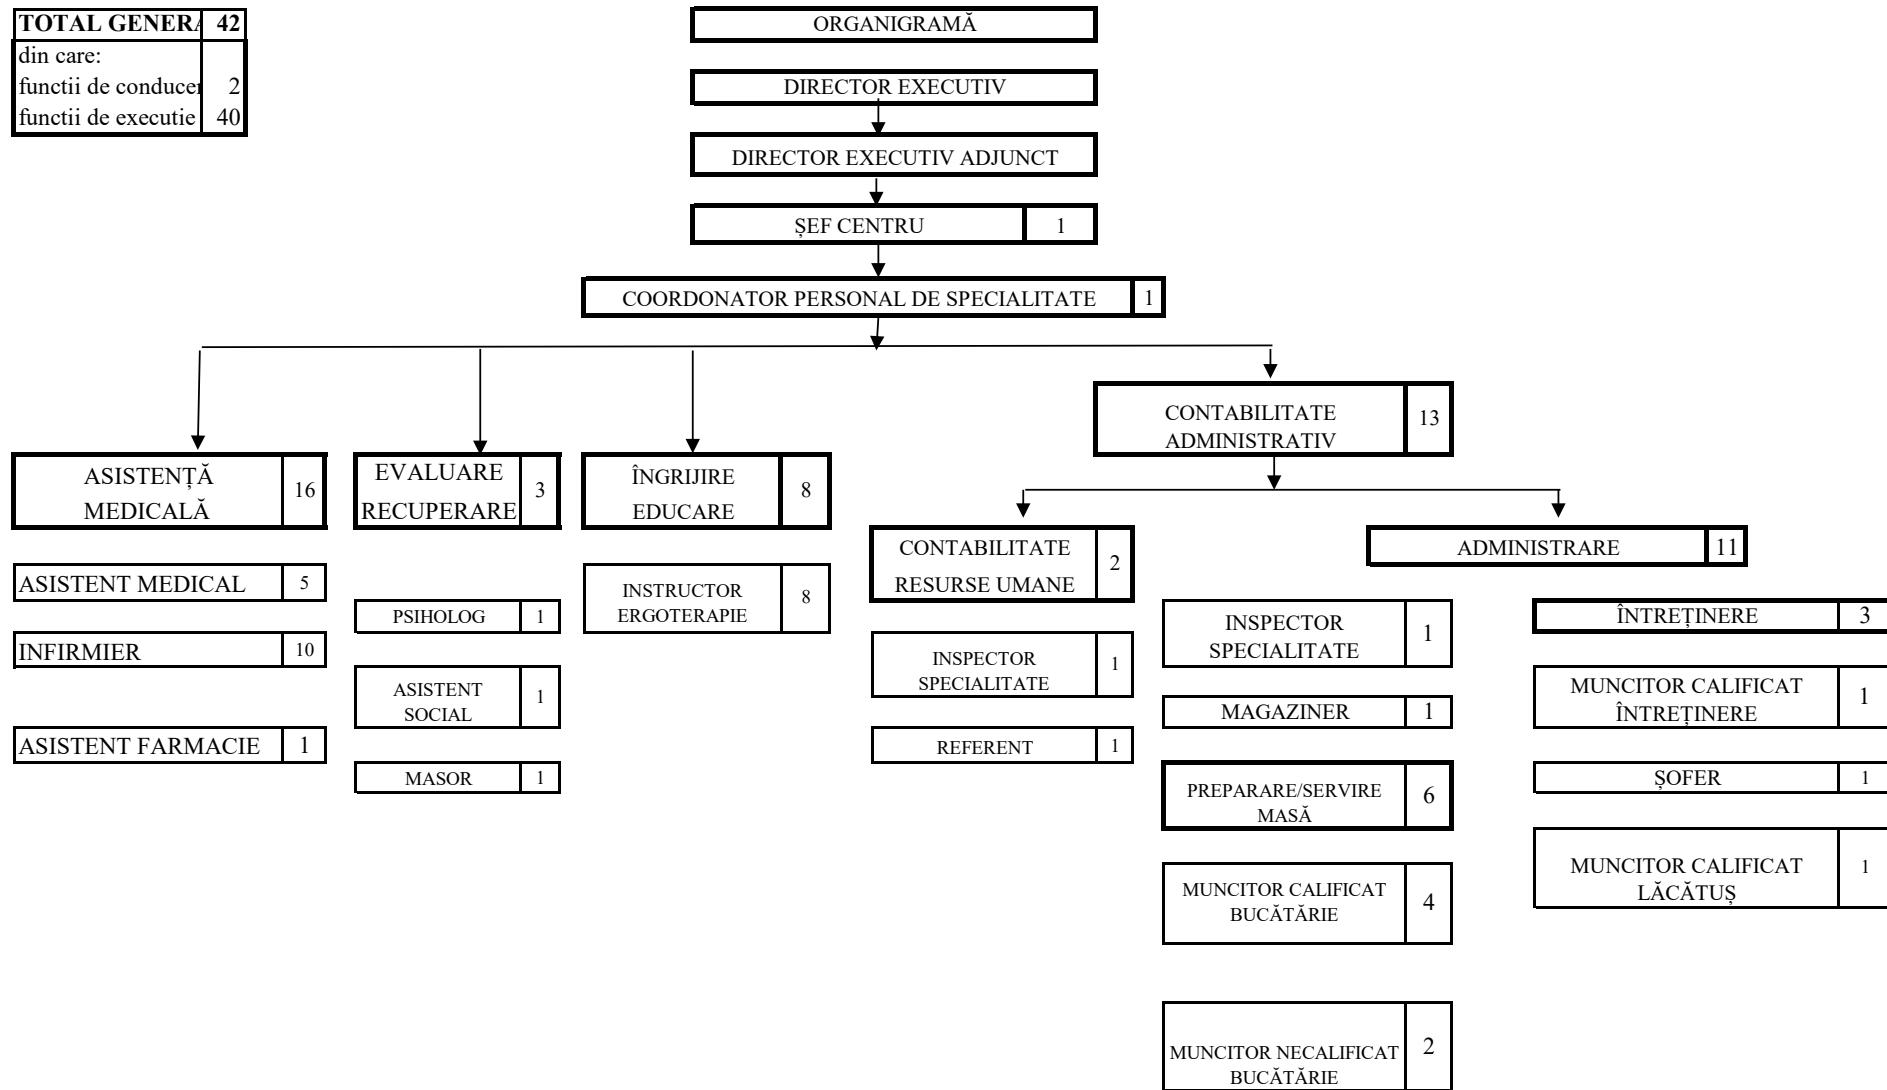 TOTAL GENERA 42
din care:
functii de conducer 2
functii de executie 40
ORGANIGRAMĂ
DIRECTOR EXECUTIV
DIRECTOR EXECUTIV ADJUNCT
ȘEF CENTRU 1
COORDONATOR PERSONAL DE SPECIALITATE 1
CONTABILITATE
ADMINISTRATIV
13
ASISTENȚĂ
MEDICALĂ
16
EVALUARE
RECUPERARE
3
ÎNGRIJIRE
EDUCARE
8
CONTABILITATE
RESURSE UMANE
2
ADMINISTRARE 11
ASISTENT MEDICAL 5
INFIRMIER 10
ASISTENT FARMACIE 1
PSIHOLOG 1
ASISTENT
SOCIAL
1
MASOR 1
INSTRUCTOR
ERGOTERAPIE
8
INSPECTOR
SPECIALITATE
1
REFERENT 1
INSPECTOR
SPECIALITATE
1
MAGAZINER 1
PREPARARE/SERVIRE
MASĂ
6
MUNCITOR CALIFICAT
BUCĂTĂRIE
4
MUNCITOR NECALIFICAT
BUCĂTĂRIE
2
ÎNTREȚINERE 3
MUNCITOR CALIFICAT
ÎNTREȚINERE
1
ȘOFER 1
MUNCITOR CALIFICAT
LĂCĂTUȘ
1